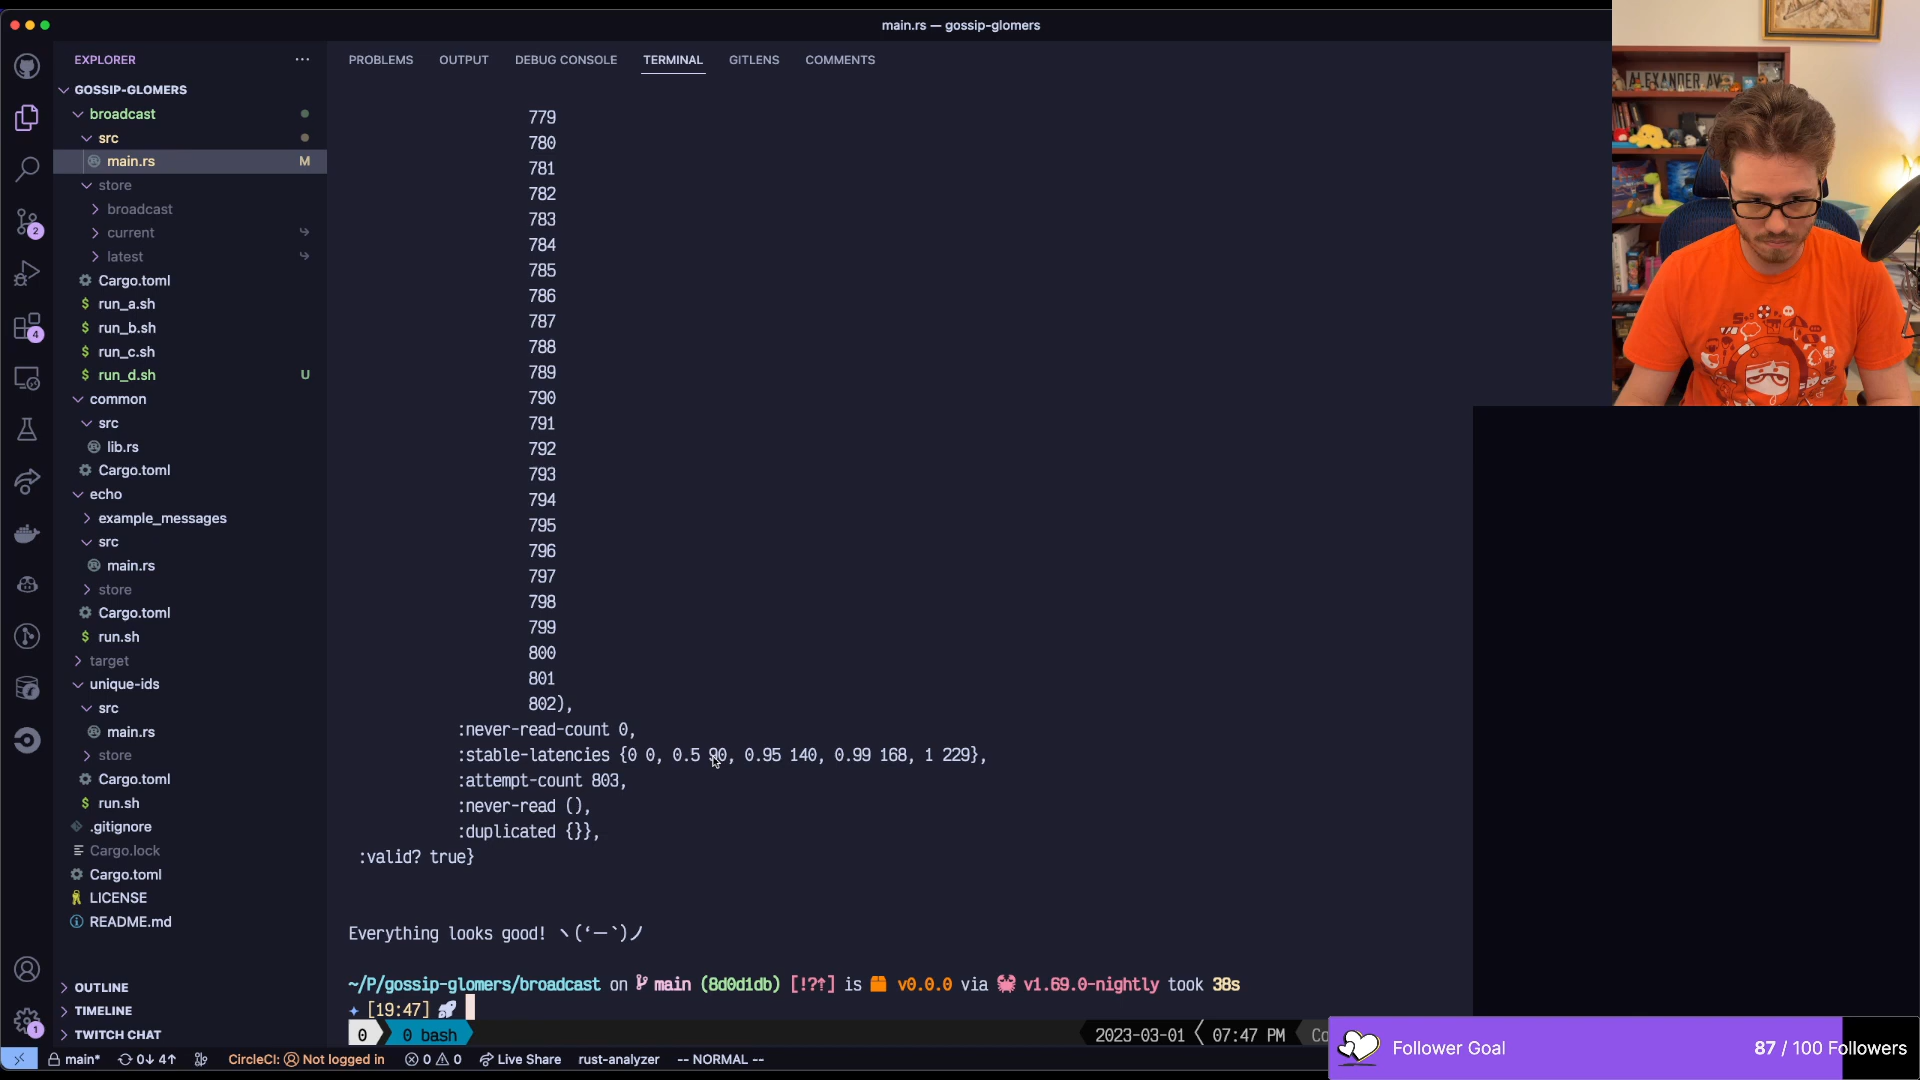 main.rs — gossip-glomers
EXPLORER
PROBLEMS OUTPUT DEBUG CONSOLE TERMINAL GITLENS COMMENTS
GOSSIP-GLOMERS
broadcast
src
main.rs M
store
broadcast
current
latest
Cargo.toml
run_a.sh
run_b.sh
run_c.sh
run_d.sh U
common
src
lib.rs
Cargo.toml
echo
example_messages
src
main.rs
store
Cargo.toml
run.sh
target
unique-ids
src
main.rs
store
Cargo.toml
run.sh
.gitignore
Cargo.lock
Cargo.toml
LICENSE
README.md
OUTLINE
TIMELINE
TWITCH CHAT
2
4
1
779
780
781
782
783
784
785
786
787
788
789
790
791
792
793
794
795
796
797
798
799
800
801
802),
:never-read-count 0,
:stable-latencies {0 0, 0.5 90, 0.95 140, 0.99 168, 1 229},
:attempt-count 803,
:never-read (),
:duplicated {}},
:valid? true}
Everything looks good! ヽ(‘ー`)ノ
~/P/gossip-glomers/broadcast on main (8d0d1db) [!?↑] is v0.0.0 via v1.69.0-nightly took 38s
[19:47]
0 0 bash 2023-03-01 07:47 PM Co
main* 0↓ 4↑ CircleCI: Not logged in 0 0 Live Share rust-analyzer -- NORMAL --
Follower Goal 87 / 100 Followers
ALEXANDER AV